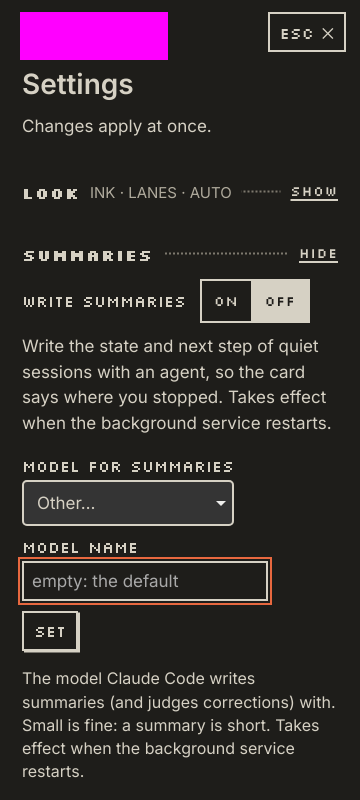 ESC ×
Settings
Changes apply at once.
LOOK INK · LANES · AUTO SHOW
SUMMARIES HIDE
WRITE SUMMARIES ON OFF
Write the state and next step of quiet
sessions with an agent, so the card
says where you stopped. Takes effect
when the background service restarts.
MODEL FOR SUMMARIES
Other...
MODEL NAME
empty: the default
SET
The model Claude Code writes
summaries (and judges corrections) with.
Small is fine: a summary is short. Takes
effect when the background service
restarts.